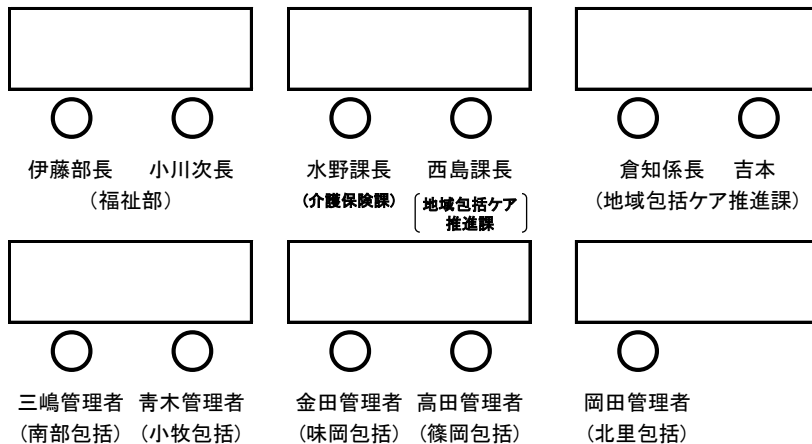 伊藤部長 小川次長 水野課長 西島課長 倉知係長 吉本
(福祉部) (介護保険課) 〔地域包括ケア推進課〕 (地域包括ケア推進課)
三嶋管理者 青木管理者 金田管理者 高田管理者 岡田管理者
(南部包括) (小牧包括) (味岡包括) (篠岡包括) (北里包括)